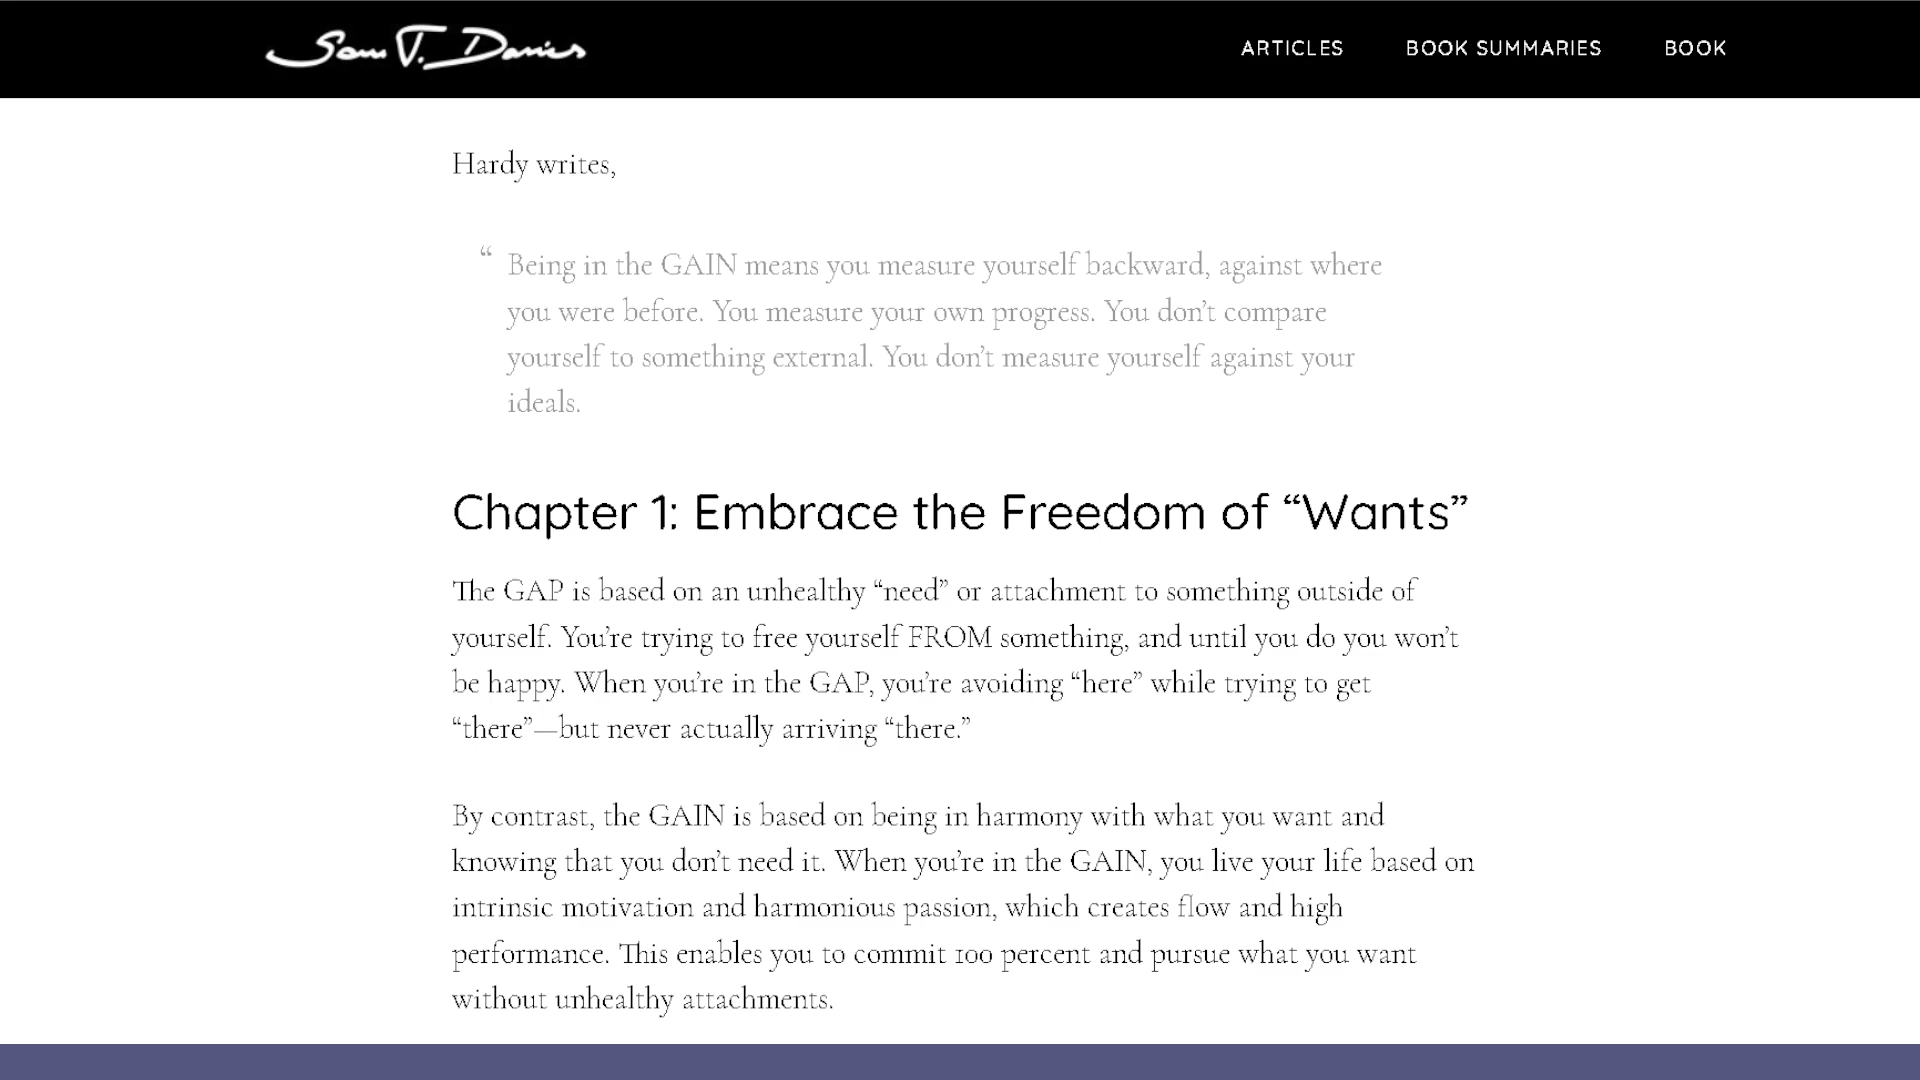 Sam T. Davies
ARTICLES BOOK SUMMARIES BOOK
Hardy writes,
“ Being in the GAIN means you measure yourself backward, against where
you were before. You measure your own progress. You don’t compare
yourself to something external. You don’t measure yourself against your
ideals.
Chapter 1: Embrace the Freedom of “Wants”
The GAP is based on an unhealthy “need” or attachment to something outside of
yourself. You’re trying to free yourself FROM something, and until you do you won’t
be happy. When you’re in the GAP, you’re avoiding “here” while trying to get
“there”—but never actually arriving “there.”
By contrast, the GAIN is based on being in harmony with what you want and
knowing that you don’t need it. When you’re in the GAIN, you live your life based on
intrinsic motivation and harmonious passion, which creates flow and high
performance. This enables you to commit 100 percent and pursue what you want
without unhealthy attachments.